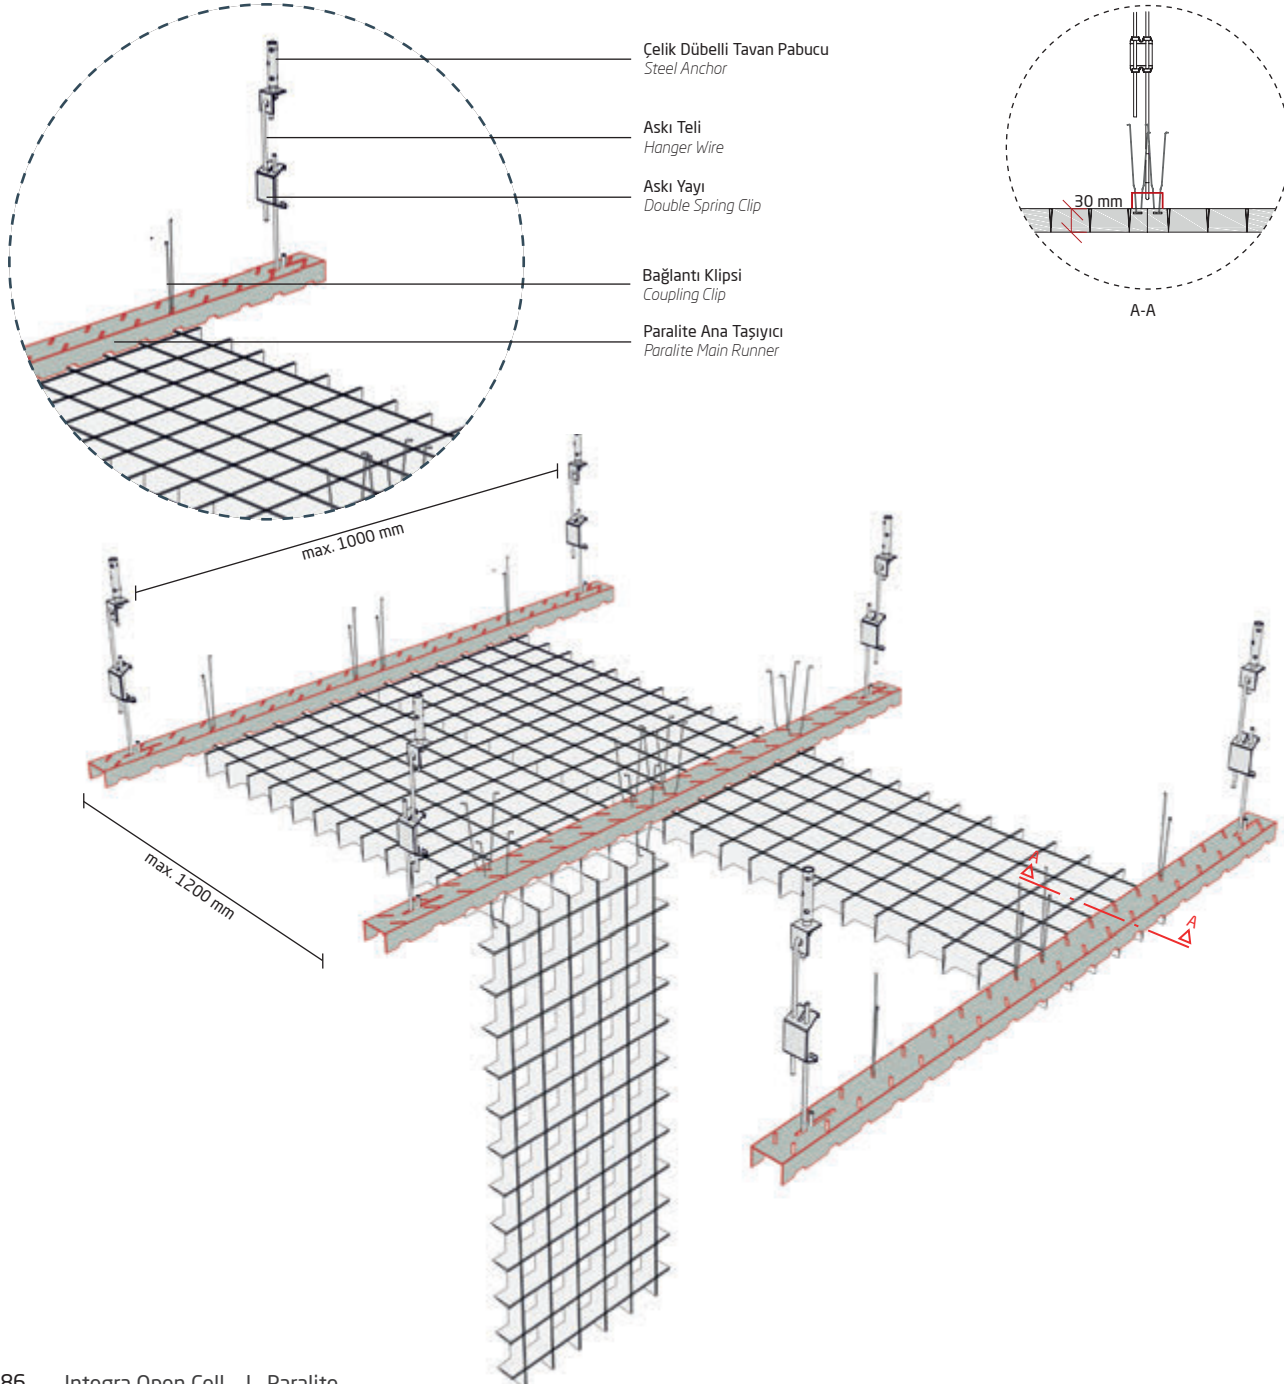 Çelik Dübelli Tavan Pabucu
Steel Anchor
Askı Teli
Hanger Wire
Askı Yayı
Double Spring Clip
Bağlantı Klipsi
Coupling Clip
Paralite Ana Taşıyıcı
Paralite Main Runner
30 mm
A-A
max. 1000 mm
max. 1200 mm
A
A
86 Integra Open Cell | Paralite